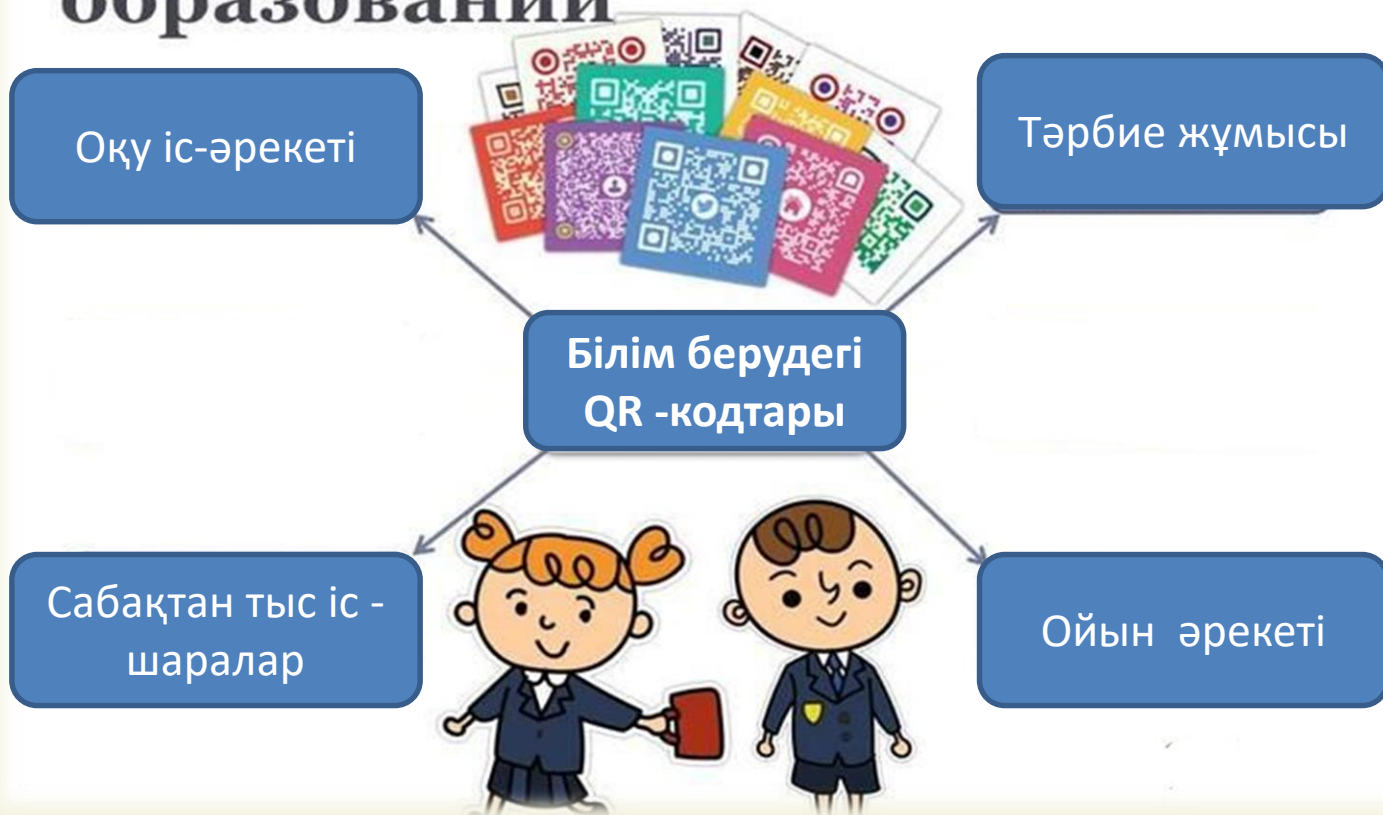 образовании
Оқу іс-әрекеті
Тәрбие жұмысы
Білім берудегі
QR -кодтары
Сабақтан тыс іс -
шаралар
Ойын әрекеті